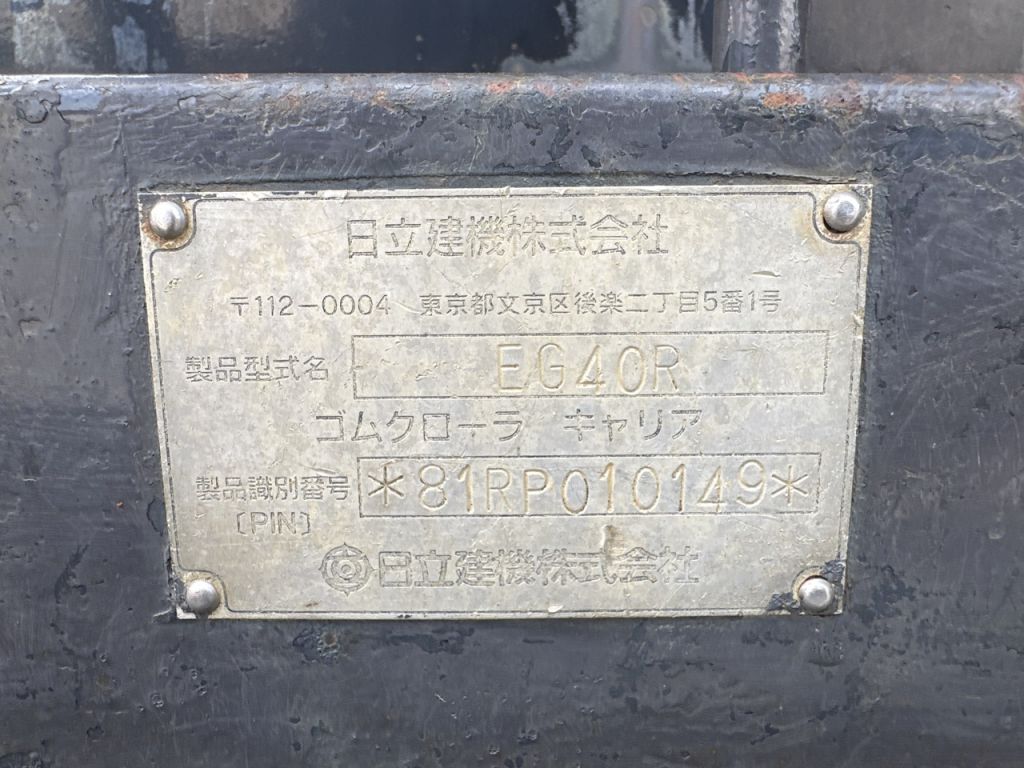 日立建機株式会社
〒112-0004 東京都文京区後楽二丁目5番1号
製品型式名 EG40R
ゴムクローラ キャリア
製品識別番号 *81RP010149*
〔PIN〕
日立建機株式会社